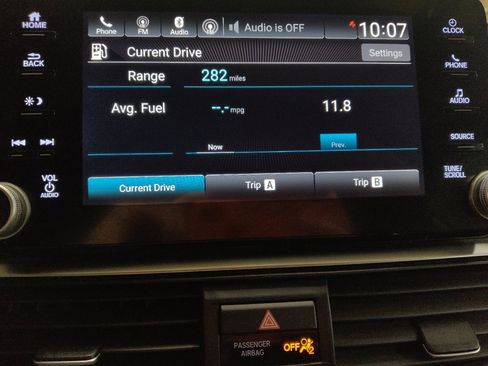 HOME
Phone FM Audio Audio is OFF 10:07
CLOCK
Current Drive Settings
BACK
Range 282 miles
PHONE
Avg. Fuel --.- mpg 11.8
AUDIO
Now Prev.
SOURCE
VOL
AUDIO
Current Drive Trip A Trip B
TUNE/
SCROLL
PASSENGER
AIRBAG OFF 2